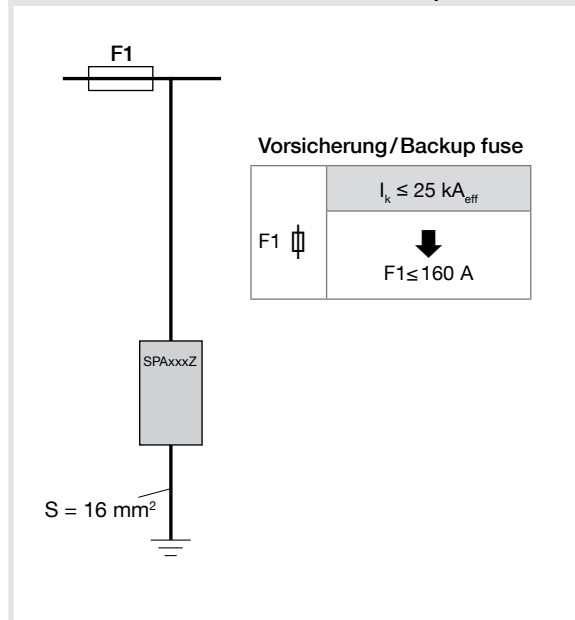 F1
Vorsicherung/Backup fuse
Iₖ ≤ 25 kAeff
F1
F1≤160 A
SPAxxxZ
S = 16 mm²